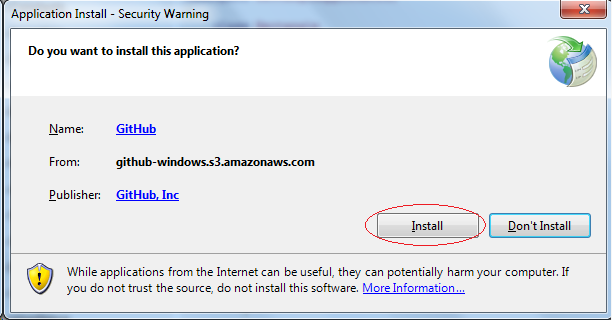 Application Install - Security Warning
Do you want to install this application?
Name: GitHub
From: github-windows.s3.amazonaws.com
Publisher: GitHub, Inc
Install Don't Install
While applications from the Internet can be useful, they can potentially harm your computer. If
you do not trust the source, do not install this software. More Information...